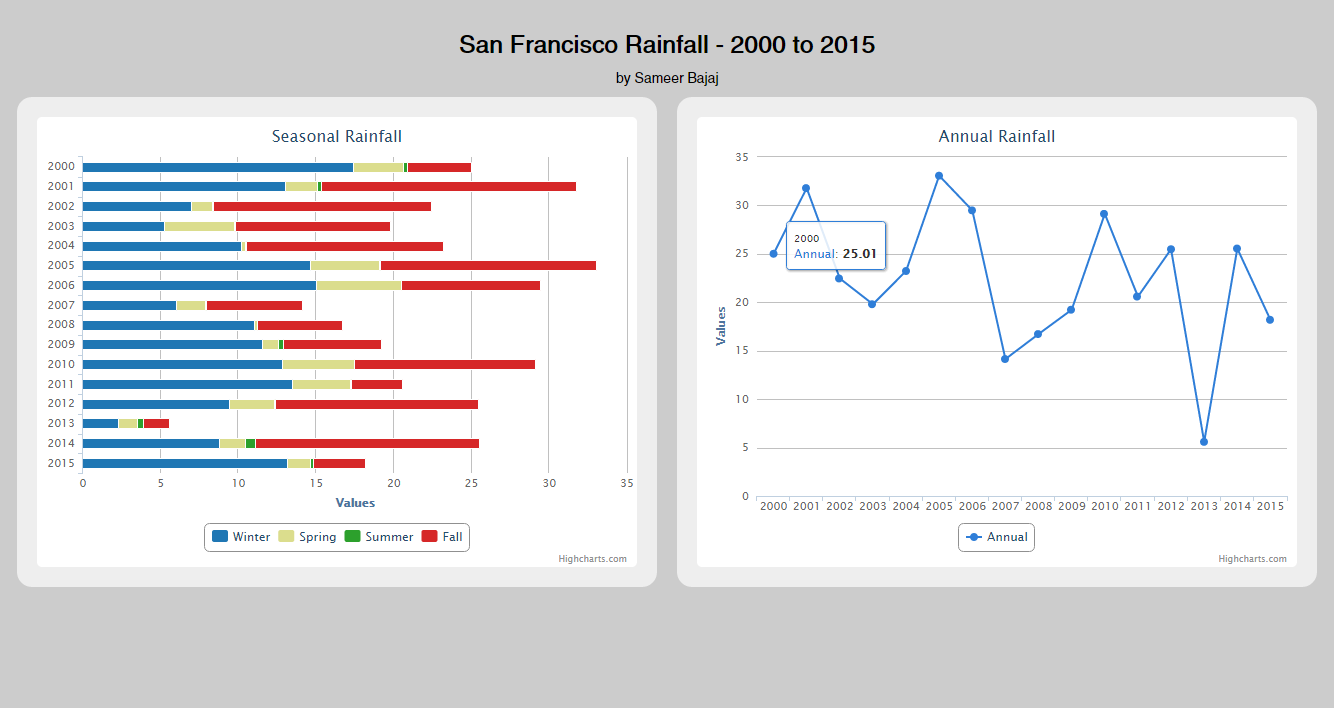 San Francisco Rainfall - 2000 to 2015
by Sameer Bajaj
Seasonal Rainfall
2000
2001
2002
2003
2004
2005
2006
2007
2008
2009
2010
2011
2012
2013
2014
2015
0 5 10 15 20 25 30 35
Values
Winter Spring Summer Fall
Highcharts.com
Annual Rainfall
Values
35
30
25
20
15
10
5
0
2000
Annual: 25.01
2000 2001 2002 2003 2004 2005 2006 2007 2008 2009 2010 2011 2012 2013 2014 2015
Annual
Highcharts.com